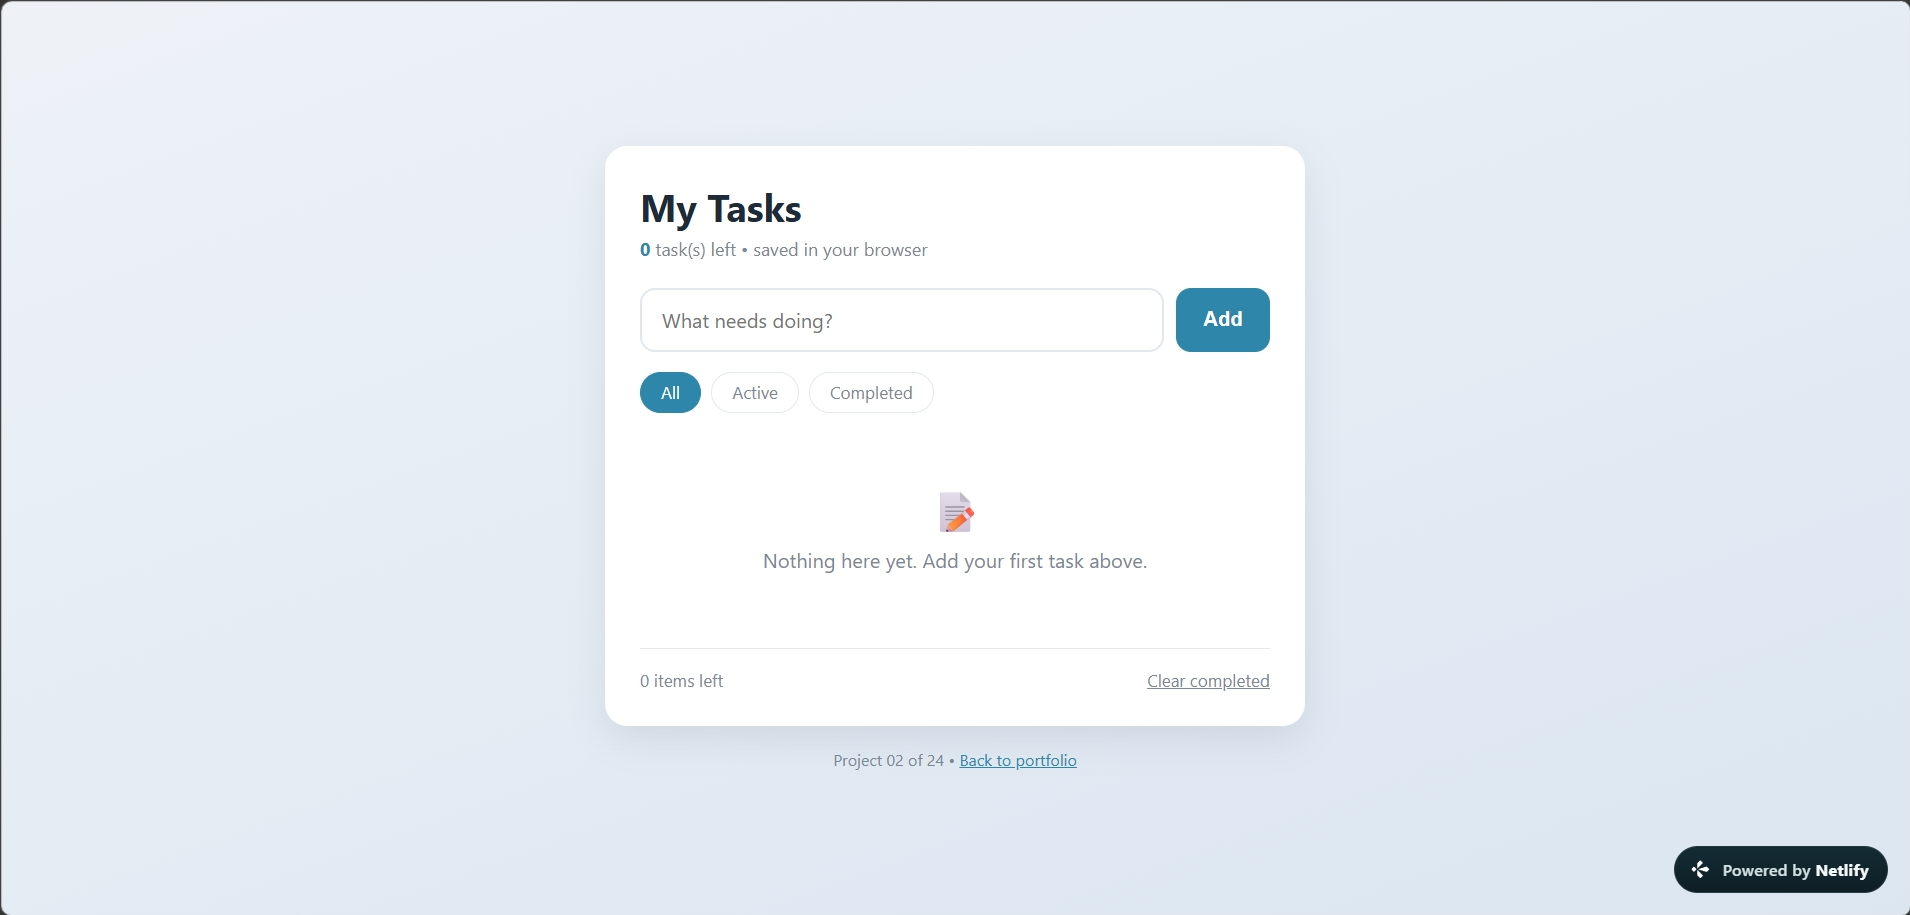 My Tasks
0 task(s) left • saved in your browser
What needs doing?
Add
All
Active
Completed
Nothing here yet. Add your first task above.
0 items left
Clear completed
Project 02 of 24 • Back to portfolio
Powered by Netlify